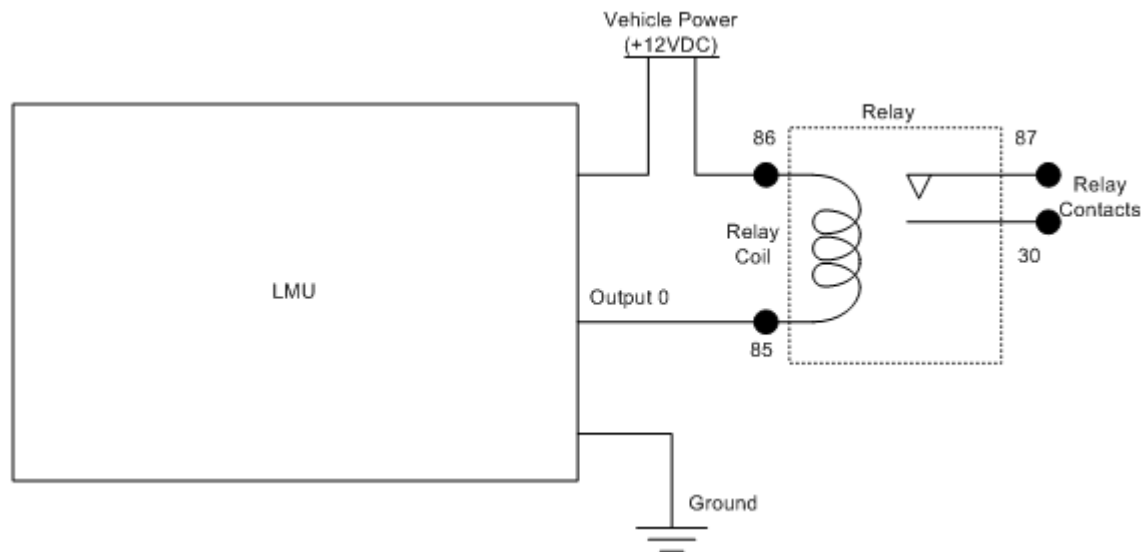 Vehicle Power
(+12VDC)
Relay
86
87
Relay
Contacts
Relay
Coil
30
LMU
Output 0
85
Ground